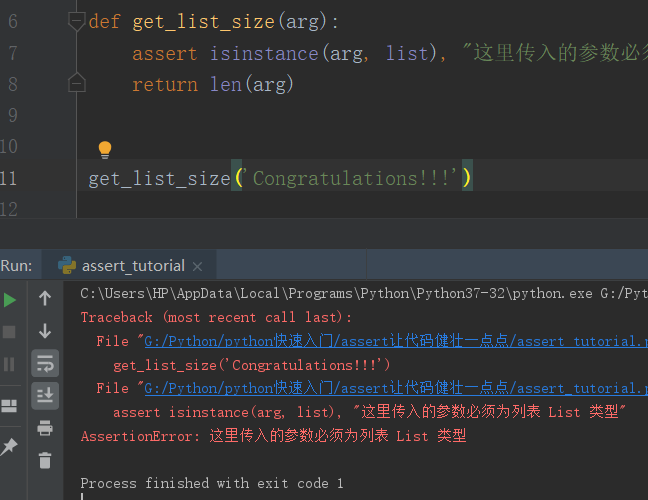 6 def get_list_size(arg):
7 assert isinstance(arg, list), "这里传入的参数必须
8 return len(arg)
9
10
11 get_list_size('Congratulations!!!')
12
Run: assert_tutorial ×
C:\Users\HP\AppData\Local\Programs\Python\Python37-32\python.exe G:/Pyt
Traceback (most recent call last):
File "G:/Python/python快速入门/assert让代码健壮一点点/assert_tutorial.p
get_list_size('Congratulations!!!')
File "G:/Python/python快速入门/assert让代码健壮一点点/assert_tutorial.p
assert isinstance(arg, list), "这里传入的参数必须为列表 List 类型"
AssertionError: 这里传入的参数必须为列表 List 类型
Process finished with exit code 1